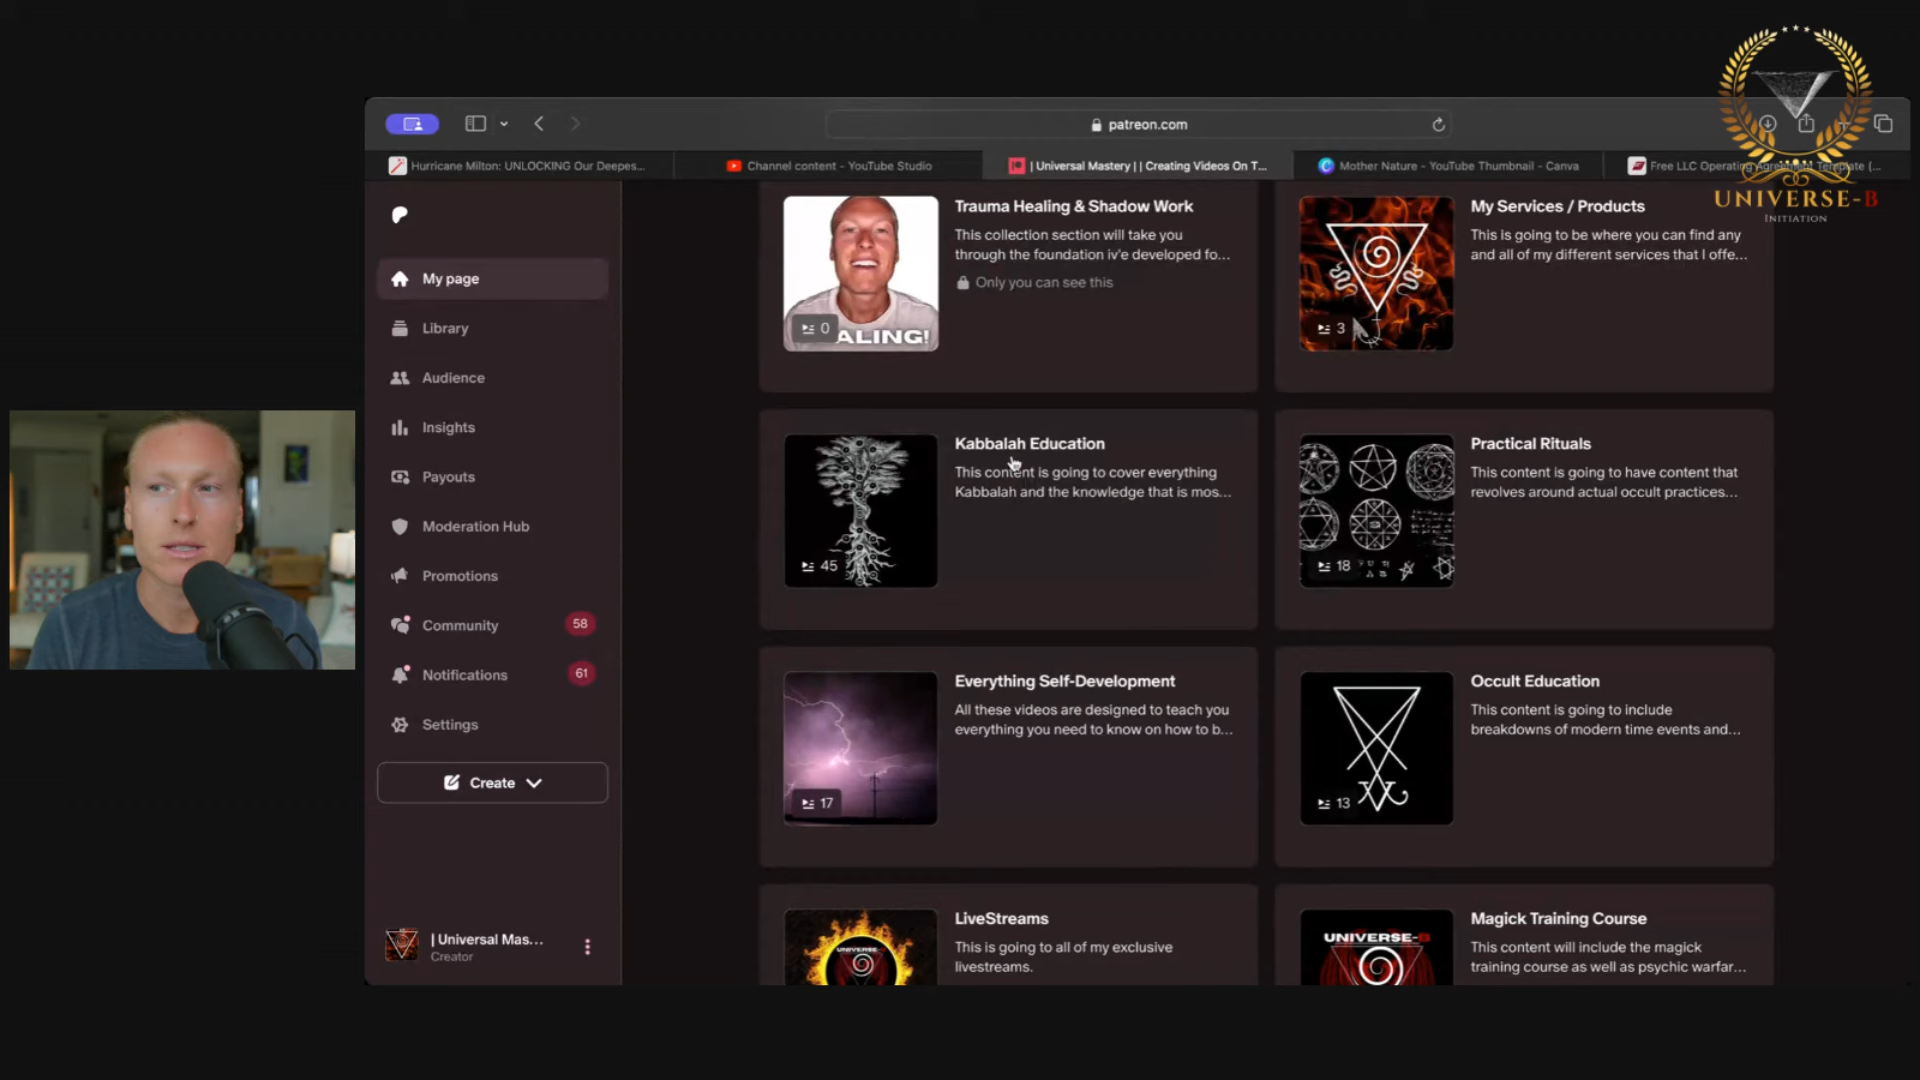 patreon.com
Hurricane Milton: UNLOCKING Our Deepes...
Channel content - YouTube Studio
| Universal Mastery | | Creating Videos On T...
Mother Nature - YouTube Thumbnail - Canva
Free LLC Operating Agreement Template (...
UNIVERSE-B
INITIATION
My page
Library
Audience
Insights
Payouts
Moderation Hub
Promotions
Community
58
Notifications
61
Settings
Create
| Universal Mas...
Creator
Trauma Healing & Shadow Work
This collection section will take you
through the foundation iv'e developed fo...
Only you can see this
0
ALING!
My Services / Products
This is going to be where you can find any
and all of my different services that I offe...
3
Kabbalah Education
This content is going to cover everything
Kabbalah and the knowledge that is mos...
45
Practical Rituals
This content is going to have content that
revolves around actual occult practices...
18
Everything Self-Development
All these videos are designed to teach you
everything you need to know on how to b...
17
Occult Education
This content is going to include
breakdowns of modern time events and...
13
LiveStreams
This is going to all of my exclusive
livestreams.
UNIVERSE-B
Magick Training Course
This content will include the magick
training course as well as psychic warfar...
UNIVERSE-B